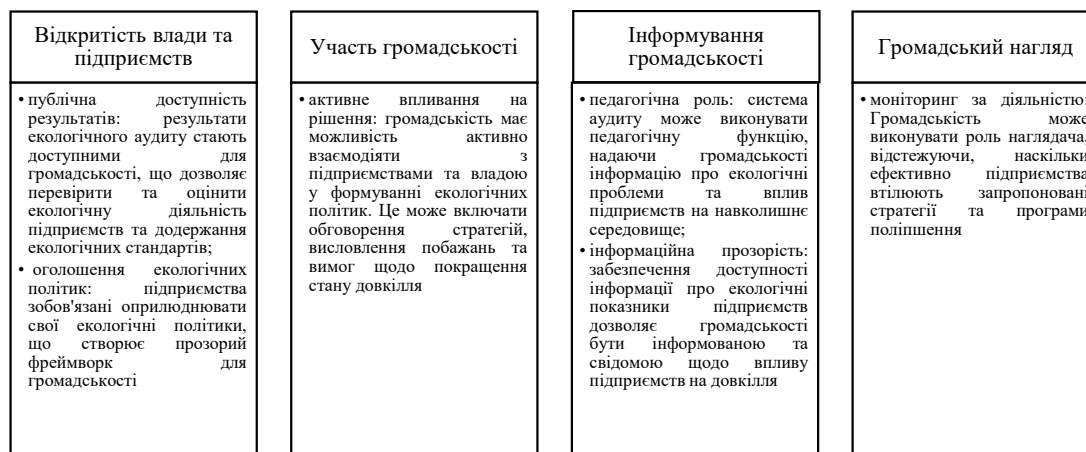 Відкритість влади та
підприємств
• публічна доступність
результатів: результати
екологічного аудиту стають
доступними для
громадськості, що дозволяє
перевірити та оцінити
екологічну діяльність
підприємств та додержання
екологічних стандартів;
• оголошення екологічних
політик: підприємства
зобов'язані оприлюднювати
свої екологічні політики,
що створює прозорий
фреймворк для
громадськості
Участь громадськості
• активне впливання на
рішення: громадськість має
можливість активно
взаємодіяти з
підприємствами та владою
у формуванні екологічних
політик. Це може включати
обговорення стратегій,
висловлення побажань та
вимог щодо покращення
стану довкілля
Інформування
громадськості
• педагогічна роль: система
аудиту може виконувати
педагогічну функцію,
надаючи громадськості
інформацію про екологічні
проблеми та вплив
підприємств на навколишнє
середовище;
• інформаційна прозорість:
забезпечення доступності
інформації про екологічні
показники підприємств
дозволяє громадськості
бути інформованою та
свідомою щодо впливу
підприємств на довкілля
Громадський нагляд
• моніторинг за діяльністю:
Громадськість може
виконувати роль наглядача,
відстежуючи, наскільки
ефективно підприємства
втілюють запропоновані
стратегії та програми
поліпшення